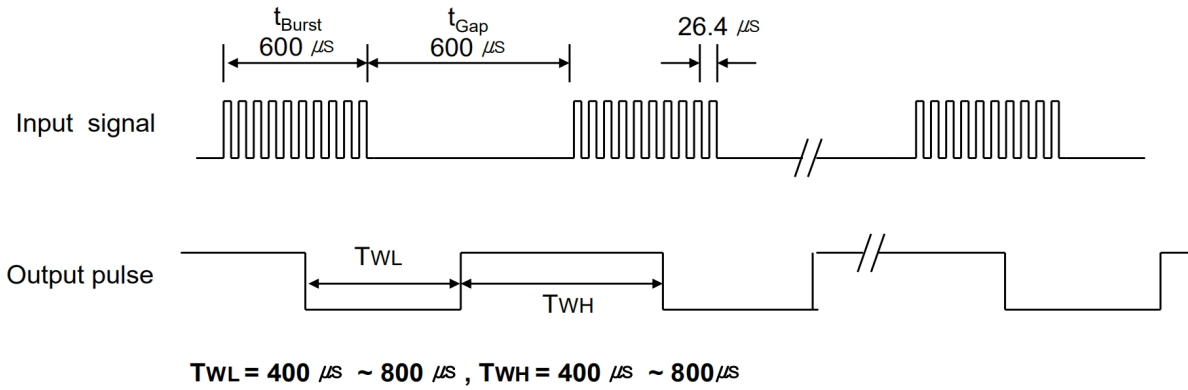 tBurst
600 μs
tGap
600 μs
26.4 μs
Input signal
TWL
Output pulse
TWH
TWL = 400 μs ~ 800 μs , TWH = 400 μs ~ 800μs